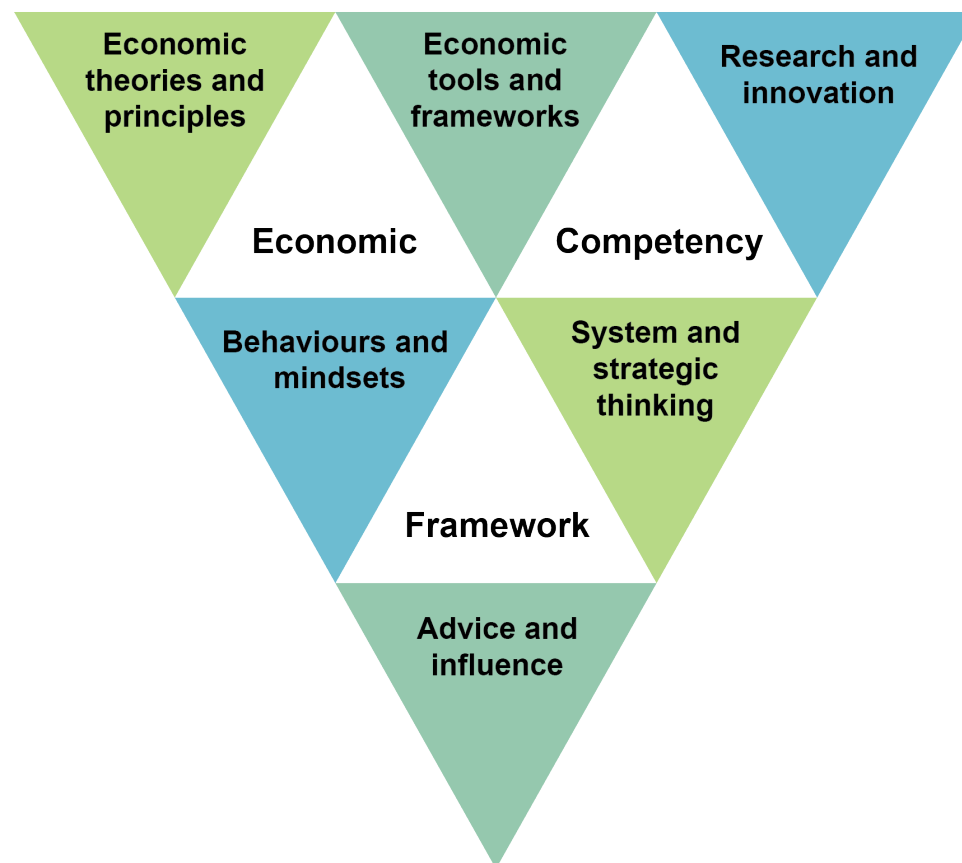 Economic
theories and
principles
Economic
tools and
frameworks
Research and
innovation
Economic
Competency
Behaviours and
mindsets
System and
strategic
thinking
Framework
Advice and
influence